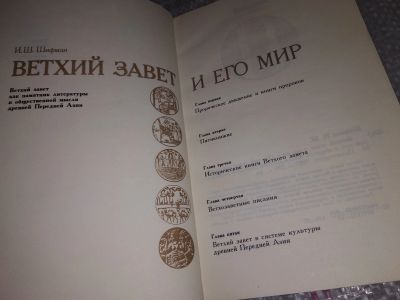 И.Ш. Шифман
ВЕТХИЙ ЗАВЕТ И ЕГО МИР
Ветхий завет
как памятник литературы
и общественной мысли
древней Передней Азии
Глава первая
Пророческое движение и книги пророков
Глава вторая
Пятикнижие
Глава третья
Исторические книги Ветхого завета
Глава четвертая
Ветхозаветные писания
Глава пятая
Ветхий завет в системе культуры
древней Передней Азии